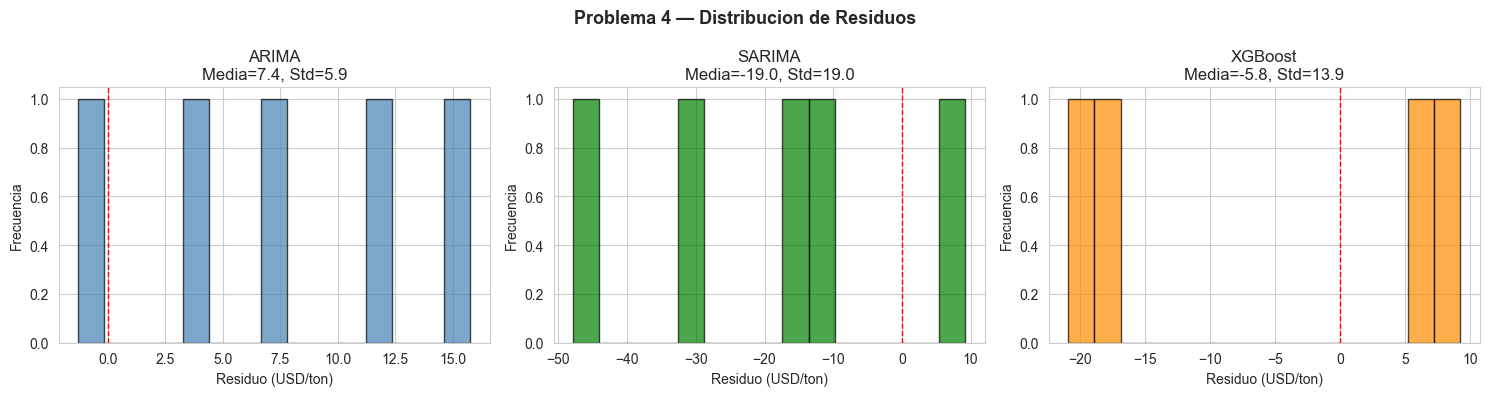 Problema 4 — Distribucion de Residuos
ARIMA
Media=7.4, Std=5.9
1.0
0.8
0.6
0.4
0.2
0.0
Frecuencia
0.0 2.5 5.0 7.5 10.0 12.5 15.0
Residuo (USD/ton)
SARIMA
Media=-19.0, Std=19.0
1.0
0.8
0.6
0.4
0.2
0.0
Frecuencia
−50 −40 −30 −20 −10 0 10
Residuo (USD/ton)
XGBoost
Media=-5.8, Std=13.9
1.0
0.8
0.6
0.4
0.2
0.0
Frecuencia
−20 −15 −10 −5 0 5 10
Residuo (USD/ton)